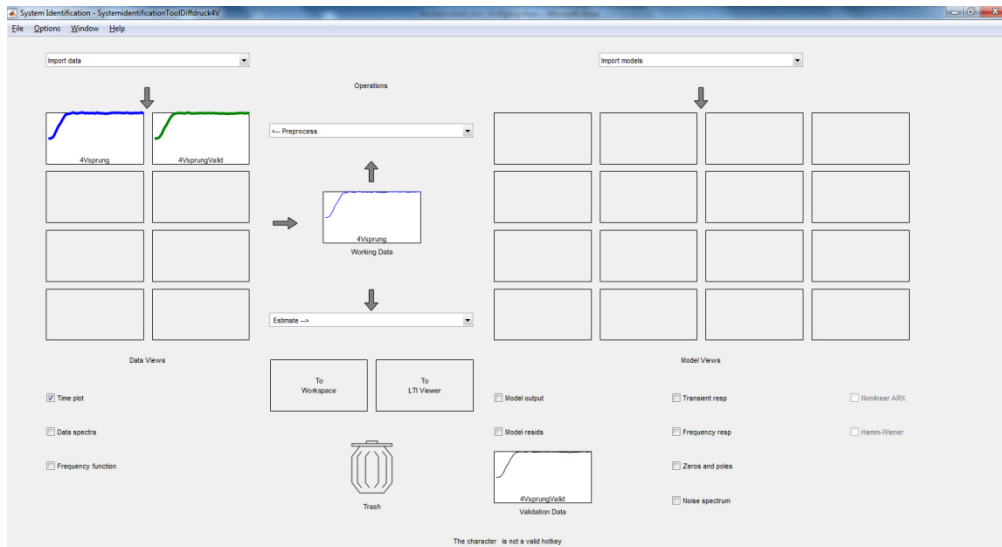 System Identification - SystemidentificationToolDiffdruck4V
File Options Window Help
Import data
Import models
Operations
<-- Preprocess
4Vsprung
4VsprungValid
4Vsprung
Working Data
Estimate -->
Data Views
Model Views
To
Workspace
To
LTI Viewer
Time plot
Model output
Transient resp
Nonlinear ARX
Data spectra
Model resids
Frequency resp
Hamm-Wiener
Frequency function
Zeros and poles
Trash
4VsprungValid
Validation Data
Noise spectrum
The character is not a valid hotkey